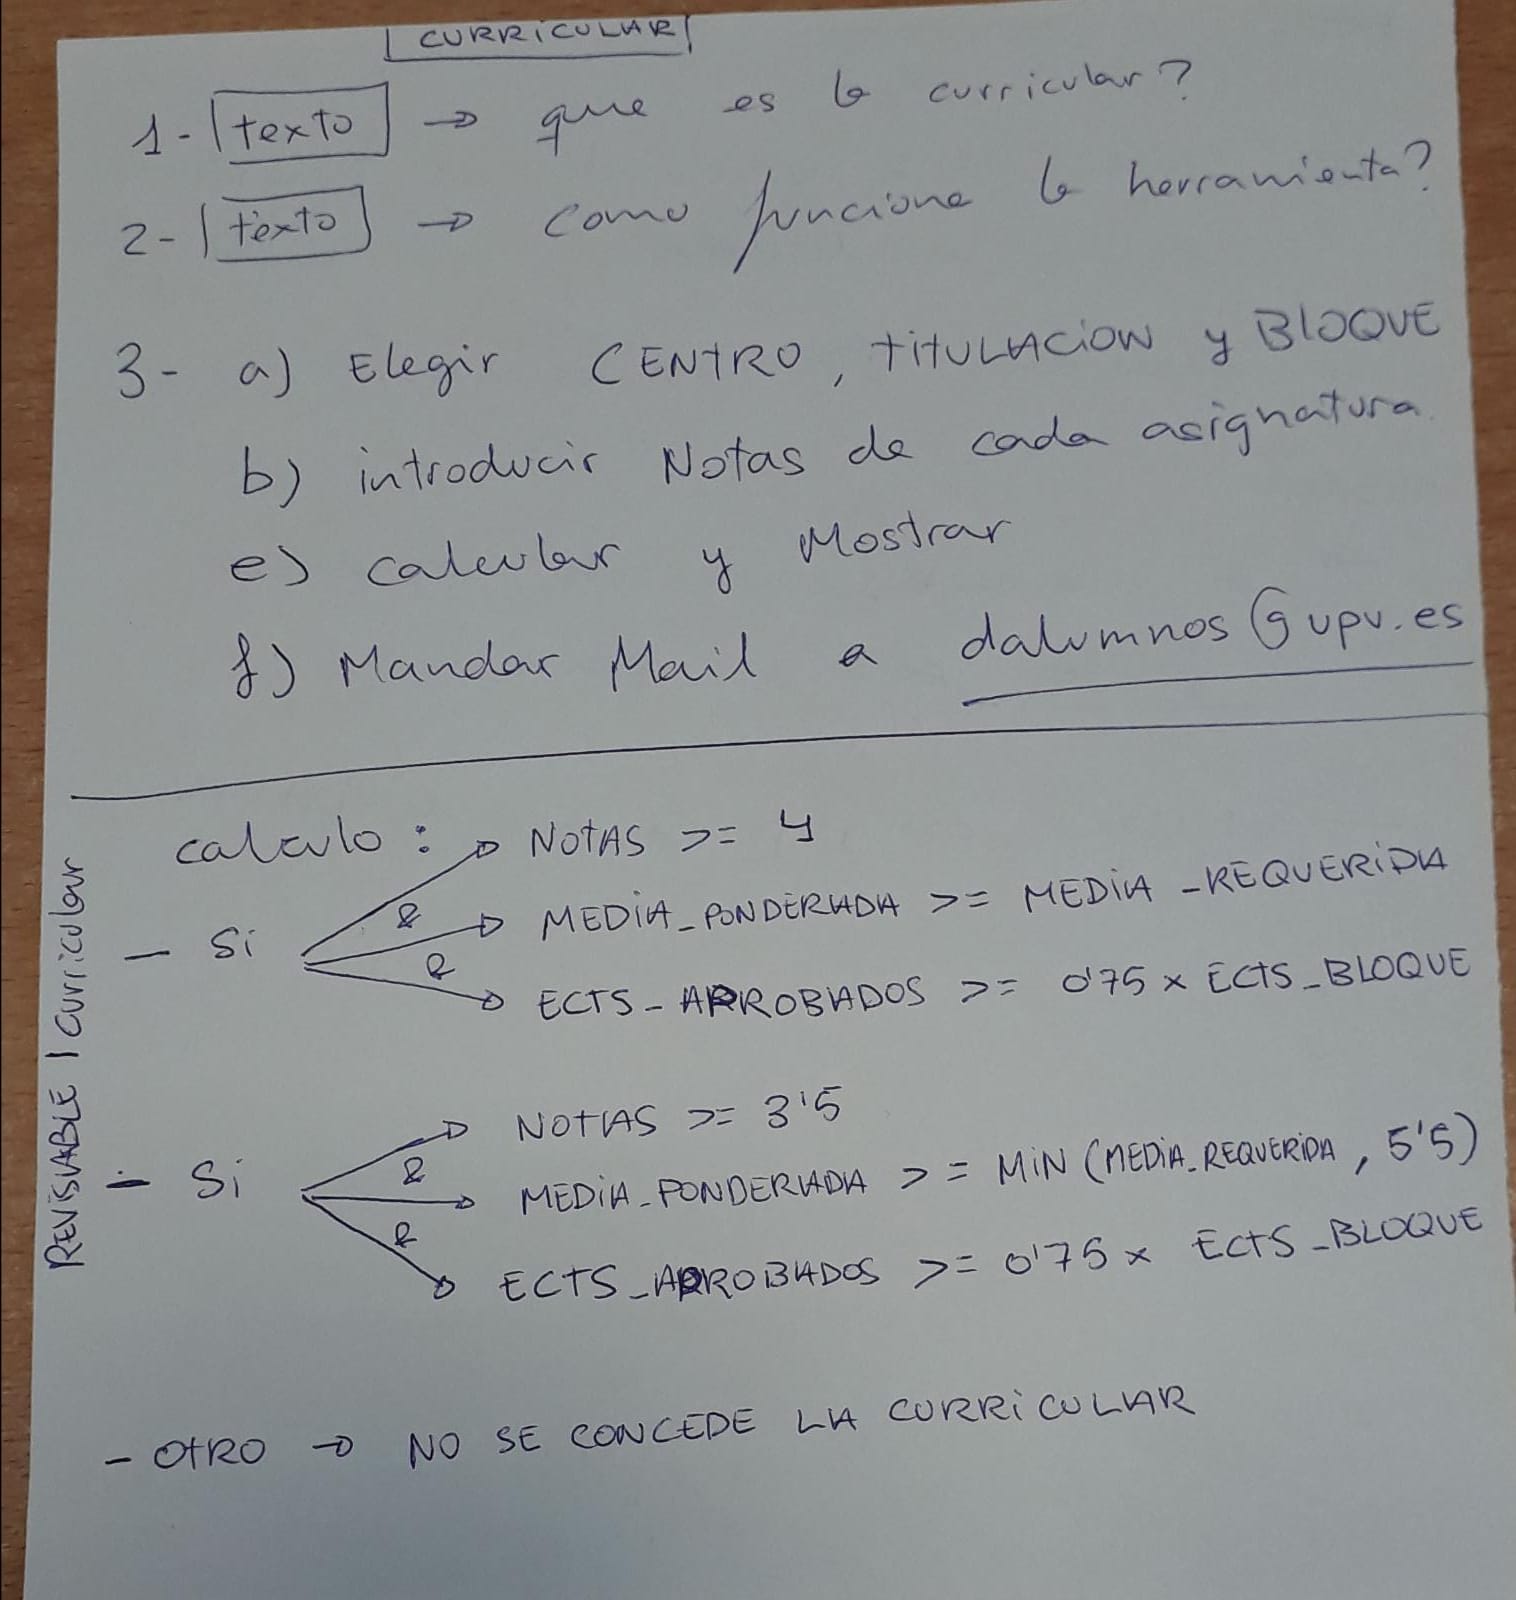 CURRICULAR
1- texto → que es la curricular?
2- texto → como funciona la herramienta?
3- a) Elegir CENTRO, TITULACION y BLOQUE
b) introducir Notas de cada asignatura.
e) calcular y Mostrar
f) Mandar Mail a dalumnos@upv.es
calculo: → NOTAS >= 4
- Si & → MEDIA_PONDERADA >= MEDIA_REQUERIDA
& → ECTS_APROBADOS >= 0'75 x ECTS_BLOQUE
→ NOTAS >= 3'5
- Si & → MEDIA_PONDERADA >= MIN (MEDIA_REQUERIDA, 5'5)
& → ECTS_APROBADOS >= 0'75 x ECTS_BLOQUE
- OTRO → NO SE CONCEDE LA CURRICULAR
REVISIABLE | Curricular